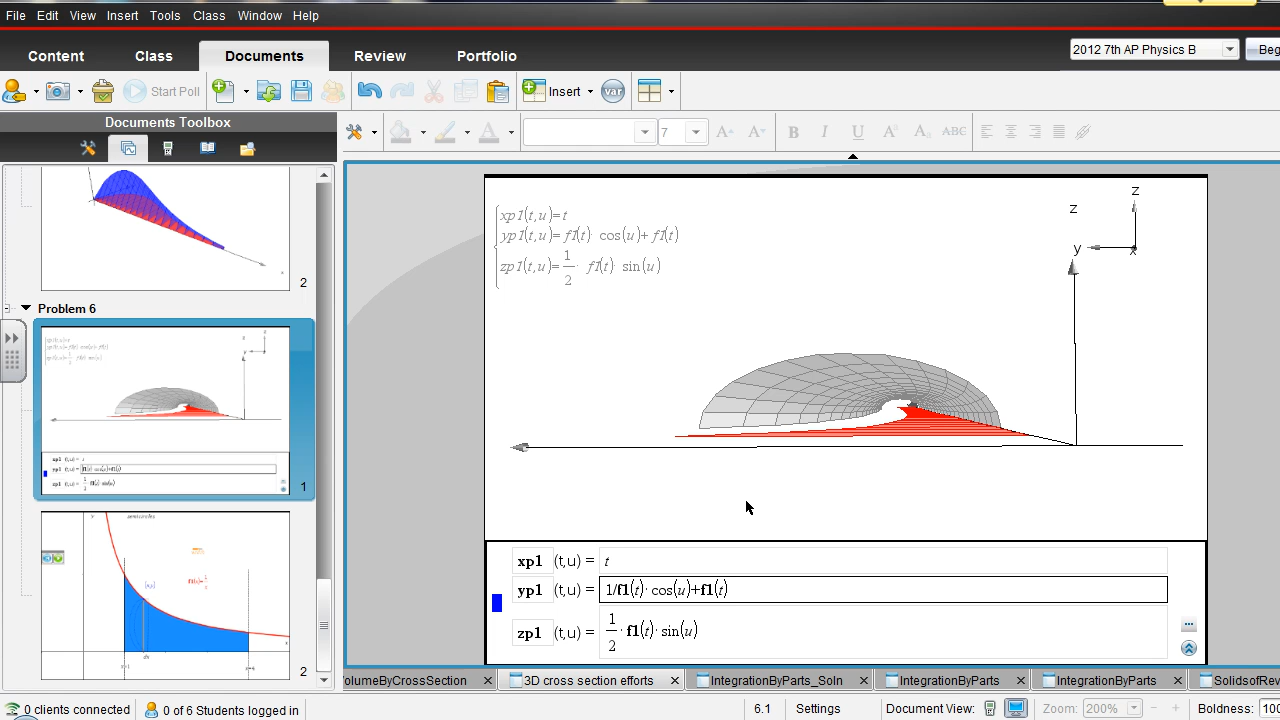 File Edit View Insert Tools Class Window Help
Content Class Documents Review Portfolio
2012 7th AP Physics B
Beg
Start Poll
Insert
var
Documents Toolbox
7
B I U A A ABC
2
Problem 6
1
2
xp1(t,u)=t
yp1(t,u)= f1(t) cos(u)+ f1(t)
zp1(t,u)= 1/2 · f1(t) sin(u)
z
z
y
x
xp1 (t,u) = t
yp1 (t,u) = 1/f1(t)· cos(u)+f1(t)
zp1 (t,u) = 1/2 · f1(t)· sin(u)
olumeByCrossSection
3D cross section efforts
IntegrationByParts_Soln
IntegrationByParts
IntegrationByParts
SolidsofRev
0 clients connected
0 of 6 Students logged in
6.1
Settings
Document View:
Zoom: 200%
Boldness: 100